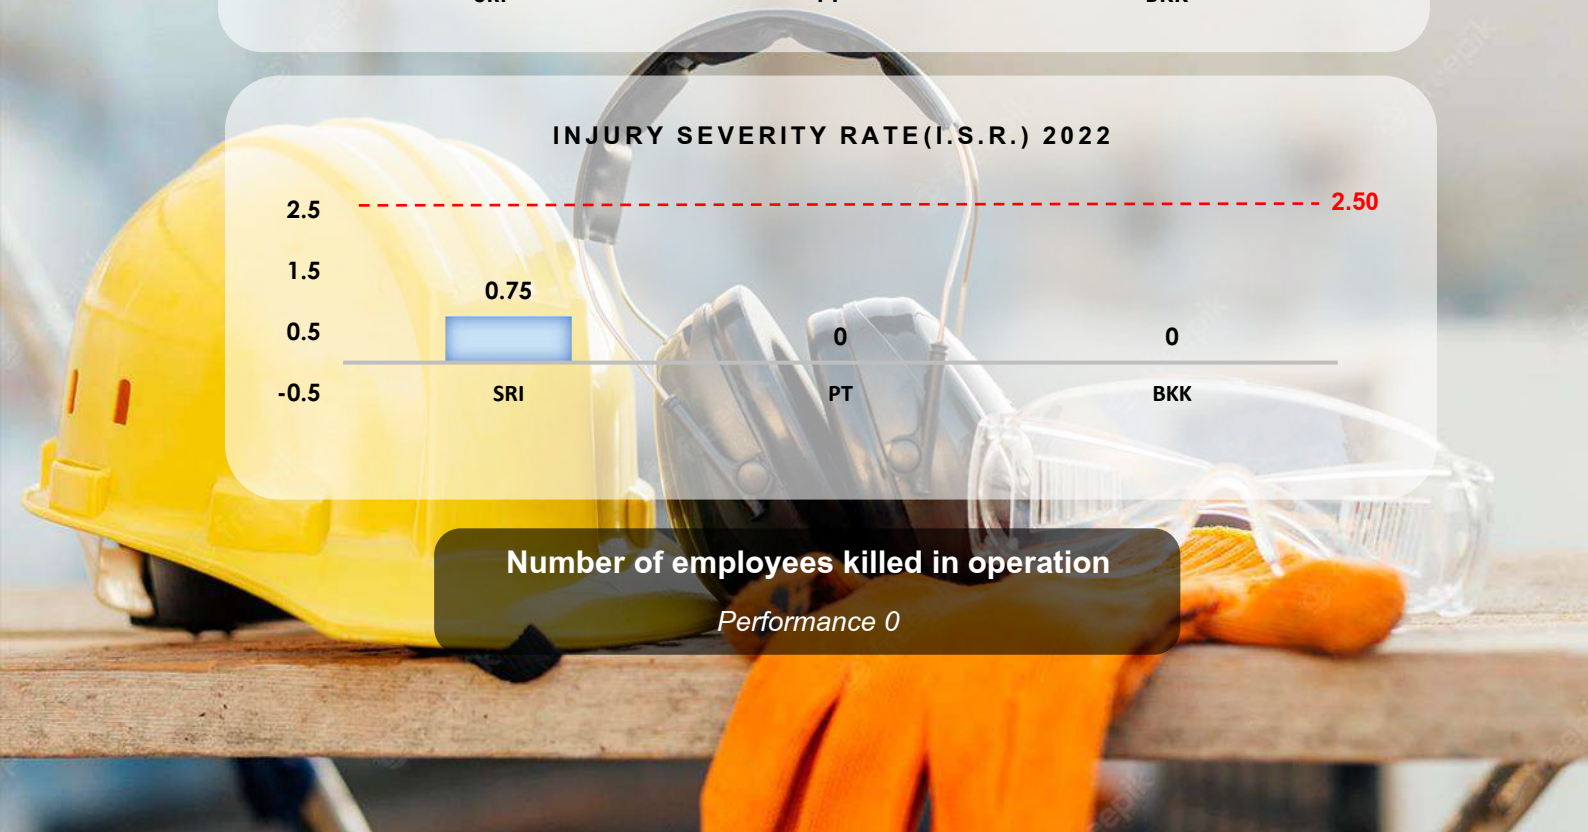 INJURY SEVERITY RATE(I.S.R.) 2022
2.5
2.50
1.5
0.75
0.5
0
0
-0.5
SRI
PT
BKK
Number of employees killed in operation
Performance 0